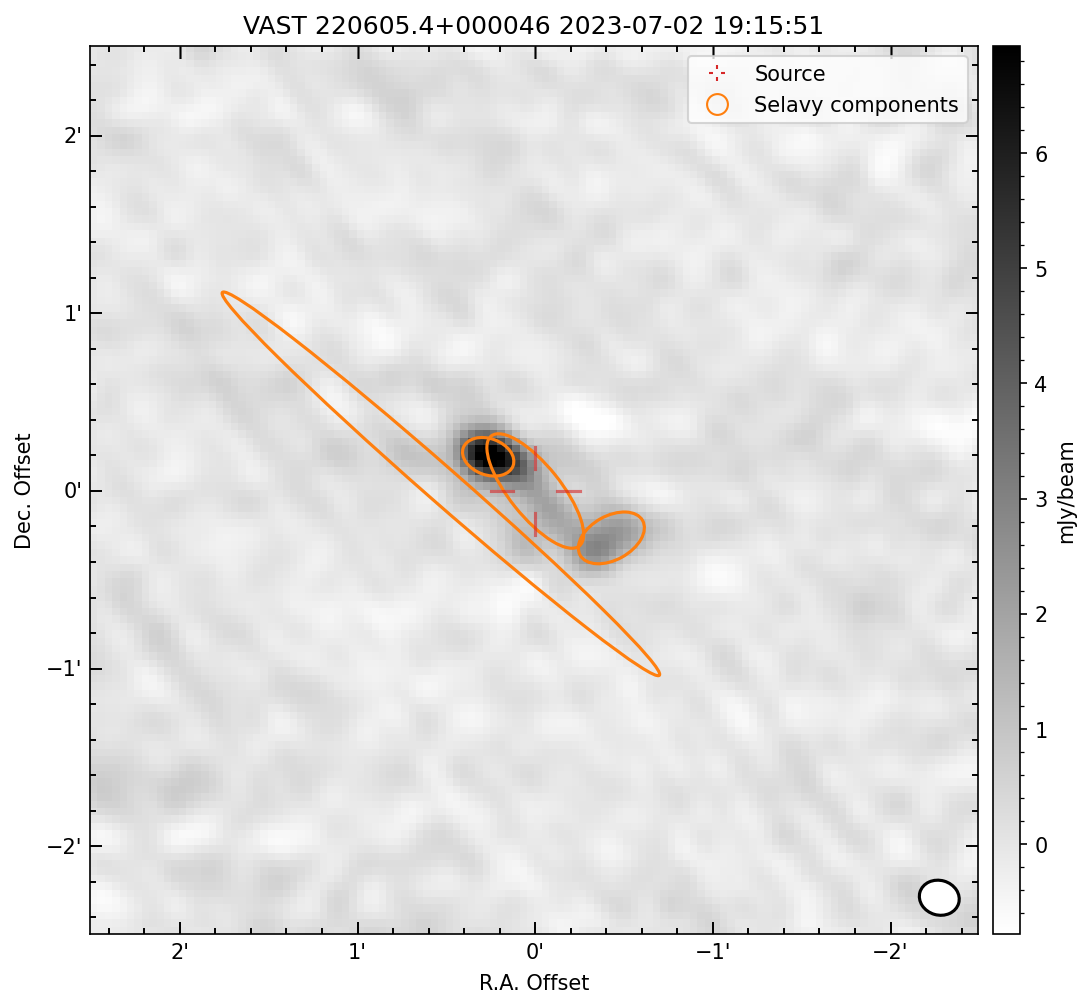 VAST 220605.4+000046 2023-07-02 19:15:51
Source
Selavy components
2'
1'
0'
−1'
−2'
Dec. Offset
2'
1'
0'
−1'
−2'
R.A. Offset
6
5
4
3
2
1
0
mJy/beam